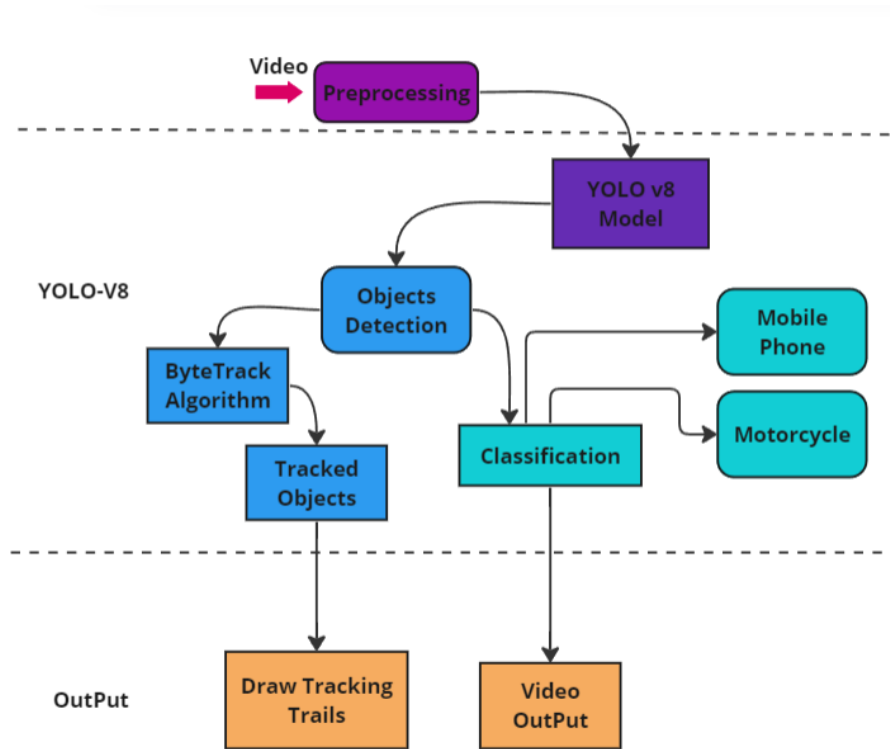 Video
Preprocessing
YOLO v8
Model
YOLO-V8
Objects
Detection
Mobile
Phone
ByteTrack
Algorithm
Motorcycle
Classification
Tracked
Objects
OutPut
Draw Tracking
Trails
Video
OutPut